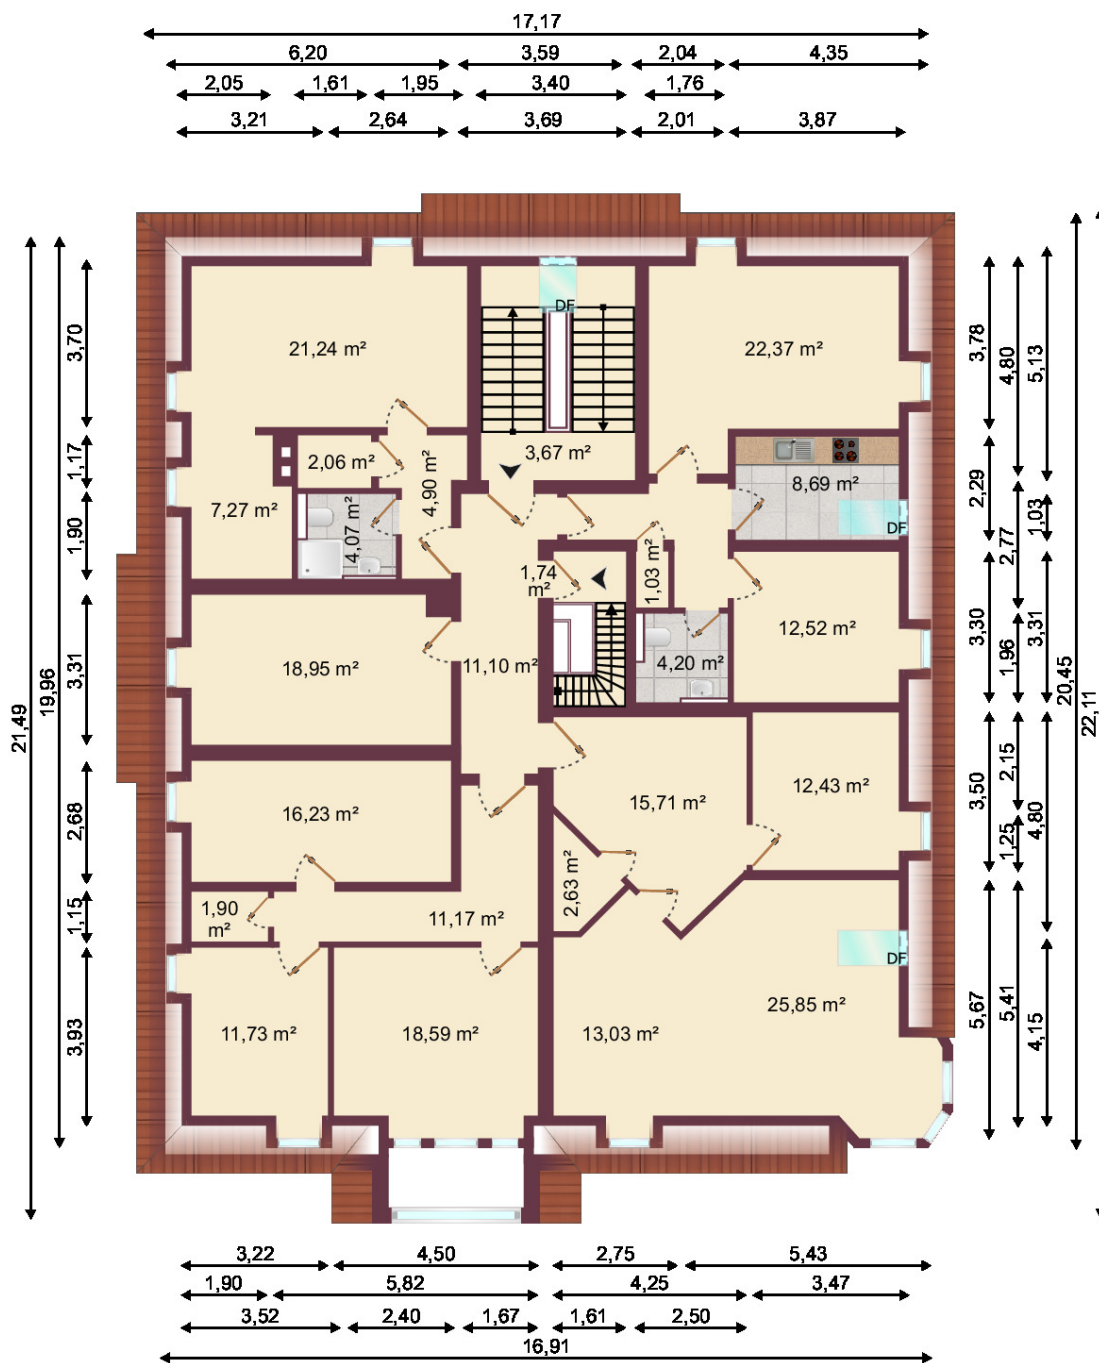 17,17
6,20 3,59 2,04 4,35
2,05 1,61 1,95 3,40 1,76
3,21 2,64 3,69 2,01 3,87
21,49
19,96
3,70
1,17
1,90
3,31
2,68
1,15
3,93
21,24 m²
DF
22,37 m²
2,06 m²
4,90 m²
3,67 m²
8,69 m²
DF
7,27 m²
4,07 m²
1,74
m²
1,03 m²
12,52 m²
18,95 m²
11,10 m²
4,20 m²
16,23 m²
15,71 m²
12,43 m²
2,63 m²
1,90
m²
11,17 m²
DF
11,73 m²
18,59 m²
13,03 m²
25,85 m²
3,78
2,29
3,30
3,50
5,67
4,80
2,77
1,96
2,15
1,25
5,41
5,13
1,03
3,31
4,80
4,15
20,45
22,11
3,22 4,50 2,75 5,43
1,90 5,82 4,25 3,47
3,52 2,40 1,67 1,61 2,50
16,91